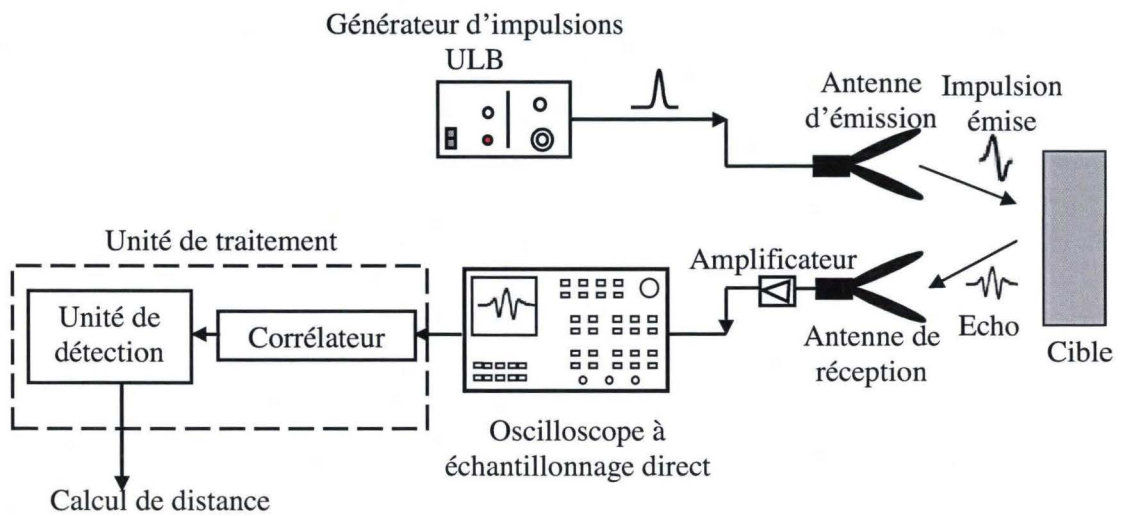 Générateur d'impulsions
ULB
Antenne
d'émission
Impulsion
émise
Unité de traitement
Amplificateur
Unité de
détection
Corrélateur
Echo
Antenne de
réception
Cible
Oscilloscope à
échantillonnage direct
Calcul de distance